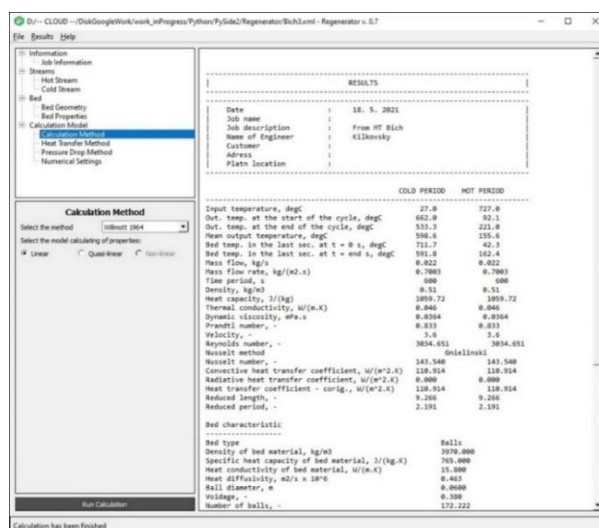 D:/-- CLOUD --/DiskGoogleWork/work_inProgress/Python/PySide2/Regenerator/Bich3.xml - Regenerator v. 0.7
File Results Help
Information
Job Information
Streams
Hot Stream
Cold Stream
Bed
Bed Geometry
Bed Properties
Calculation Model
Calculation Method
Heat Transfer Method
Pressure Drop Method
Numerical Settings
Calculation Method
Select the method Willmott 1964
Select the model calculating of properties:
Linear Quasi-linear Non-linear
Run Calculation
Calculation has been finished
RESULTS
Date : 18. 5. 2021
Job name :
Job description : From MT Bich
Name of Engineer : Kilkovsky
Customer :
Adress :
Platn location :
COLD PERIOD HOT PERIOD
Input temperature, degC 27.0 727.0
Out. temp. at the start of the cycle, degC 662.0 92.1
Out. temp. at the end of the cycle, degC 533.3 221.0
Mean output temperature, degC 598.6 155.6
Bed temp. in the last sec. at t = 0 s, degC 711.7 42.3
Bed temp. in the last sec. at t = end s, degC 591.8 162.4
Mass flow, kg/s 0.022 0.022
Mass flow rate, kg/(m2.s) 0.7003 0.7003
Time period, s 600 600
Density, kg/m3 0.51 0.51
Heat capacity, J/(kg) 1059.72 1059.72
Thermal conductivity, W/(m.K) 0.046 0.046
Dynamic viscosity, mPa.s 0.0364 0.0364
Prandtl number, - 0.833 0.833
Velocity, - 3.6 3.6
Reynolds number, - 3034.651 3034.651
Nusselt method Gnielinski
Nusselt number, - 143.540 143.540
Convective heat transfer coefficient, W/(m^2.K) 110.914 110.914
Radiative heat transfer coefficient, W/(m^2.K) 0.000 0.000
Heat transfer coefficient - corig., W/(m^2.K) 110.914 110.914
Reduced length, - 9.266 9.266
Reduced period, - 2.191 2.191
Bed characteristic
Bed type Balls
Density of bed material, kg/m3 3970.000
Specific heat capacity of bed material, J/(kg.K) 765.000
Heat conductivity of bed material, W/(m.K) 15.800
Heat diffusivity, m2/s x 10^6 0.463
Ball diameter, m 0.0600
Voidage, - 0.380
Number of balls, - 172.222